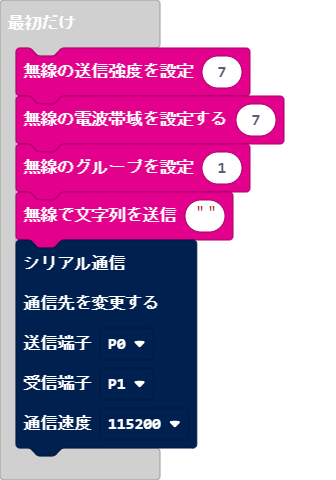 最初だけ
無線の送信強度を設定 7
無線の電波帯域を設定する 7
無線のグループを設定 1
無線で文字列を送信 " "
シリアル通信
通信先を変更する
送信端子 P0
受信端子 P1
通信速度 115200